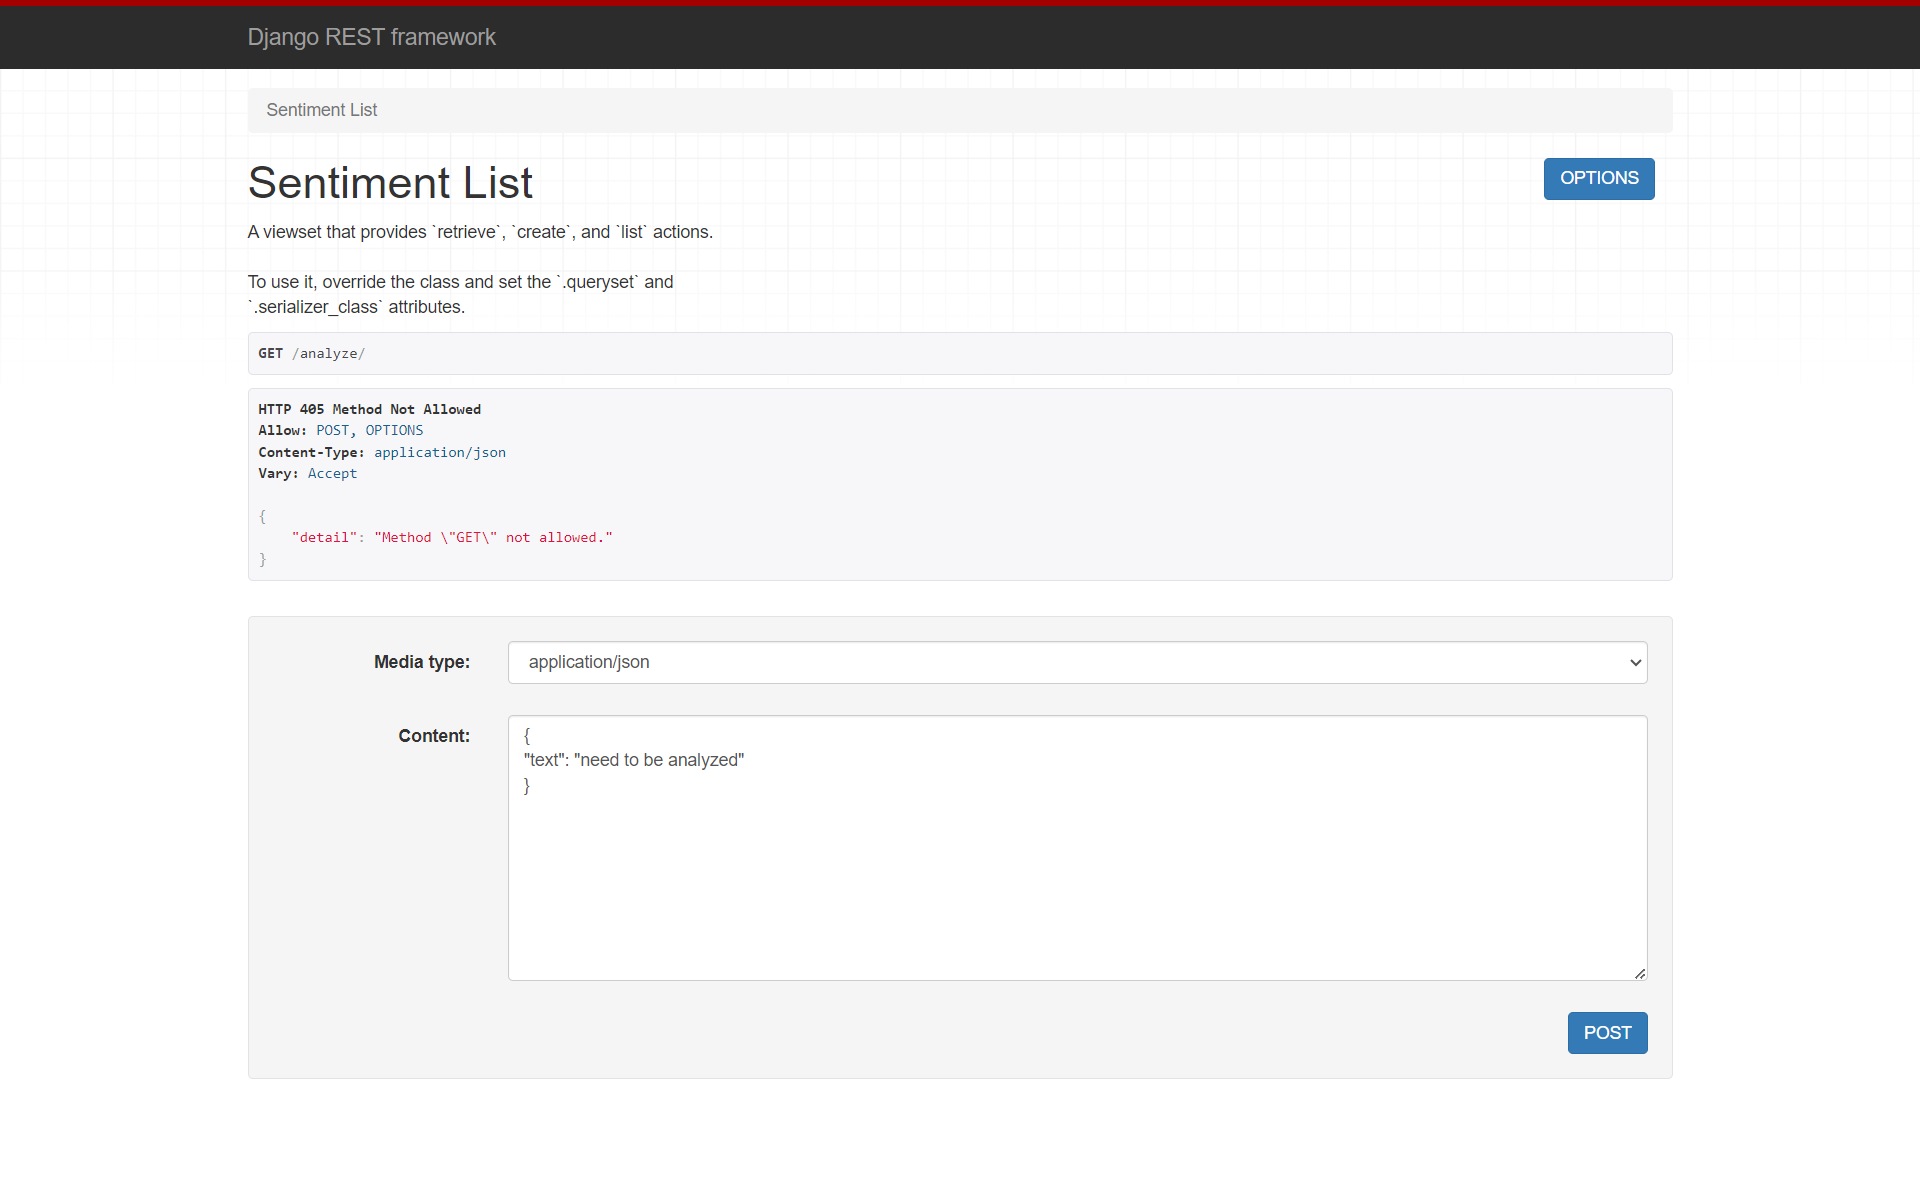 Django REST framework
Sentiment List
Sentiment List
OPTIONS
A viewset that provides `retrieve`, `create`, and `list` actions.
To use it, override the class and set the `.queryset` and
`.serializer_class` attributes.
GET /analyze/
HTTP 405 Method Not Allowed
Allow: POST, OPTIONS
Content-Type: application/json
Vary: Accept
{
    "detail": "Method \"GET\" not allowed."
}
Media type:
application/json
Content:
{
"text": "need to be analyzed"
}
POST